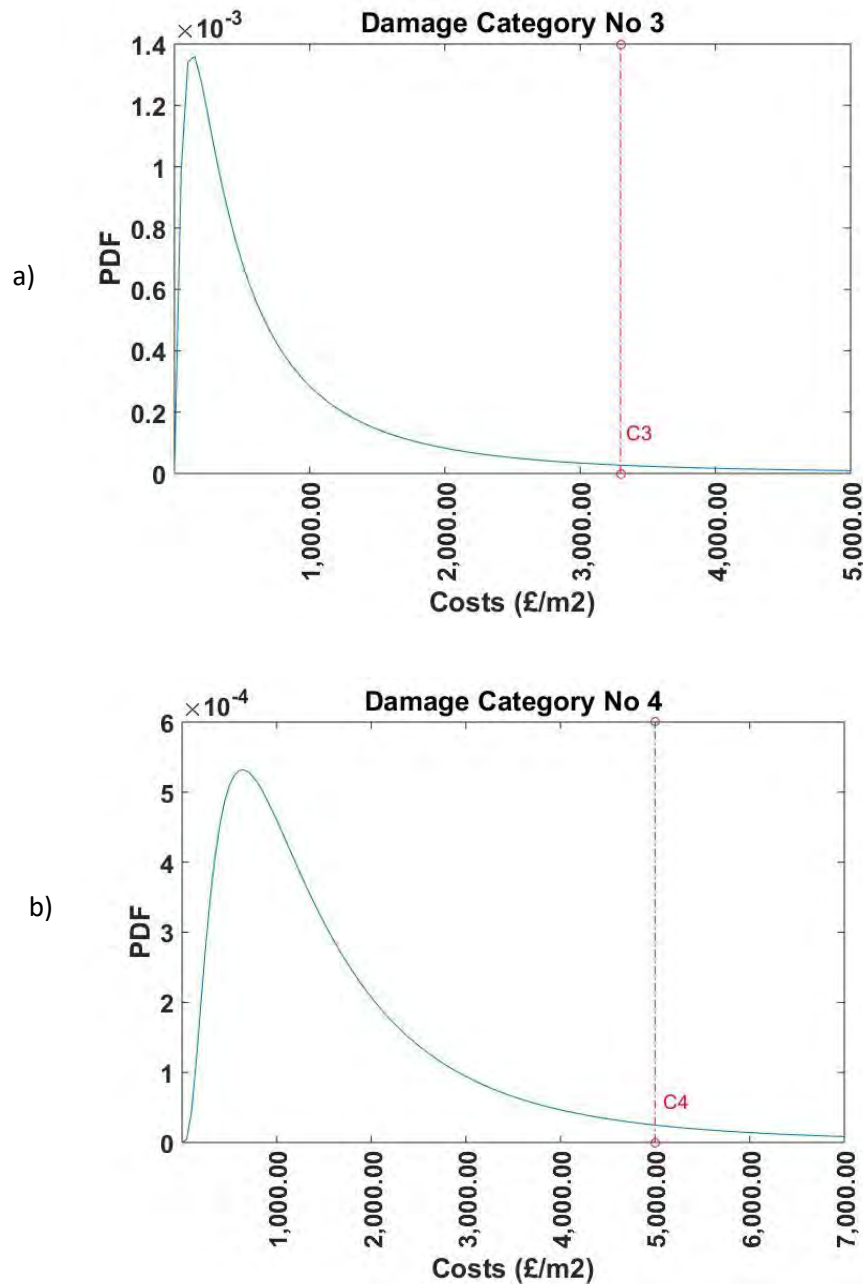 Damage Category No 3
×10⁻³
1.4
1.2
1
0.8
0.6
0.4
0.2
0
PDF
a)
C3
1,000.00
2,000.00
3,000.00
4,000.00
5,000.00
Costs (£/m2)
Damage Category No 4
×10⁻⁴
6
5
4
3
2
1
0
PDF
b)
C4
1,000.00
2,000.00
3,000.00
4,000.00
5,000.00
6,000.00
7,000.00
Costs (£/m2)